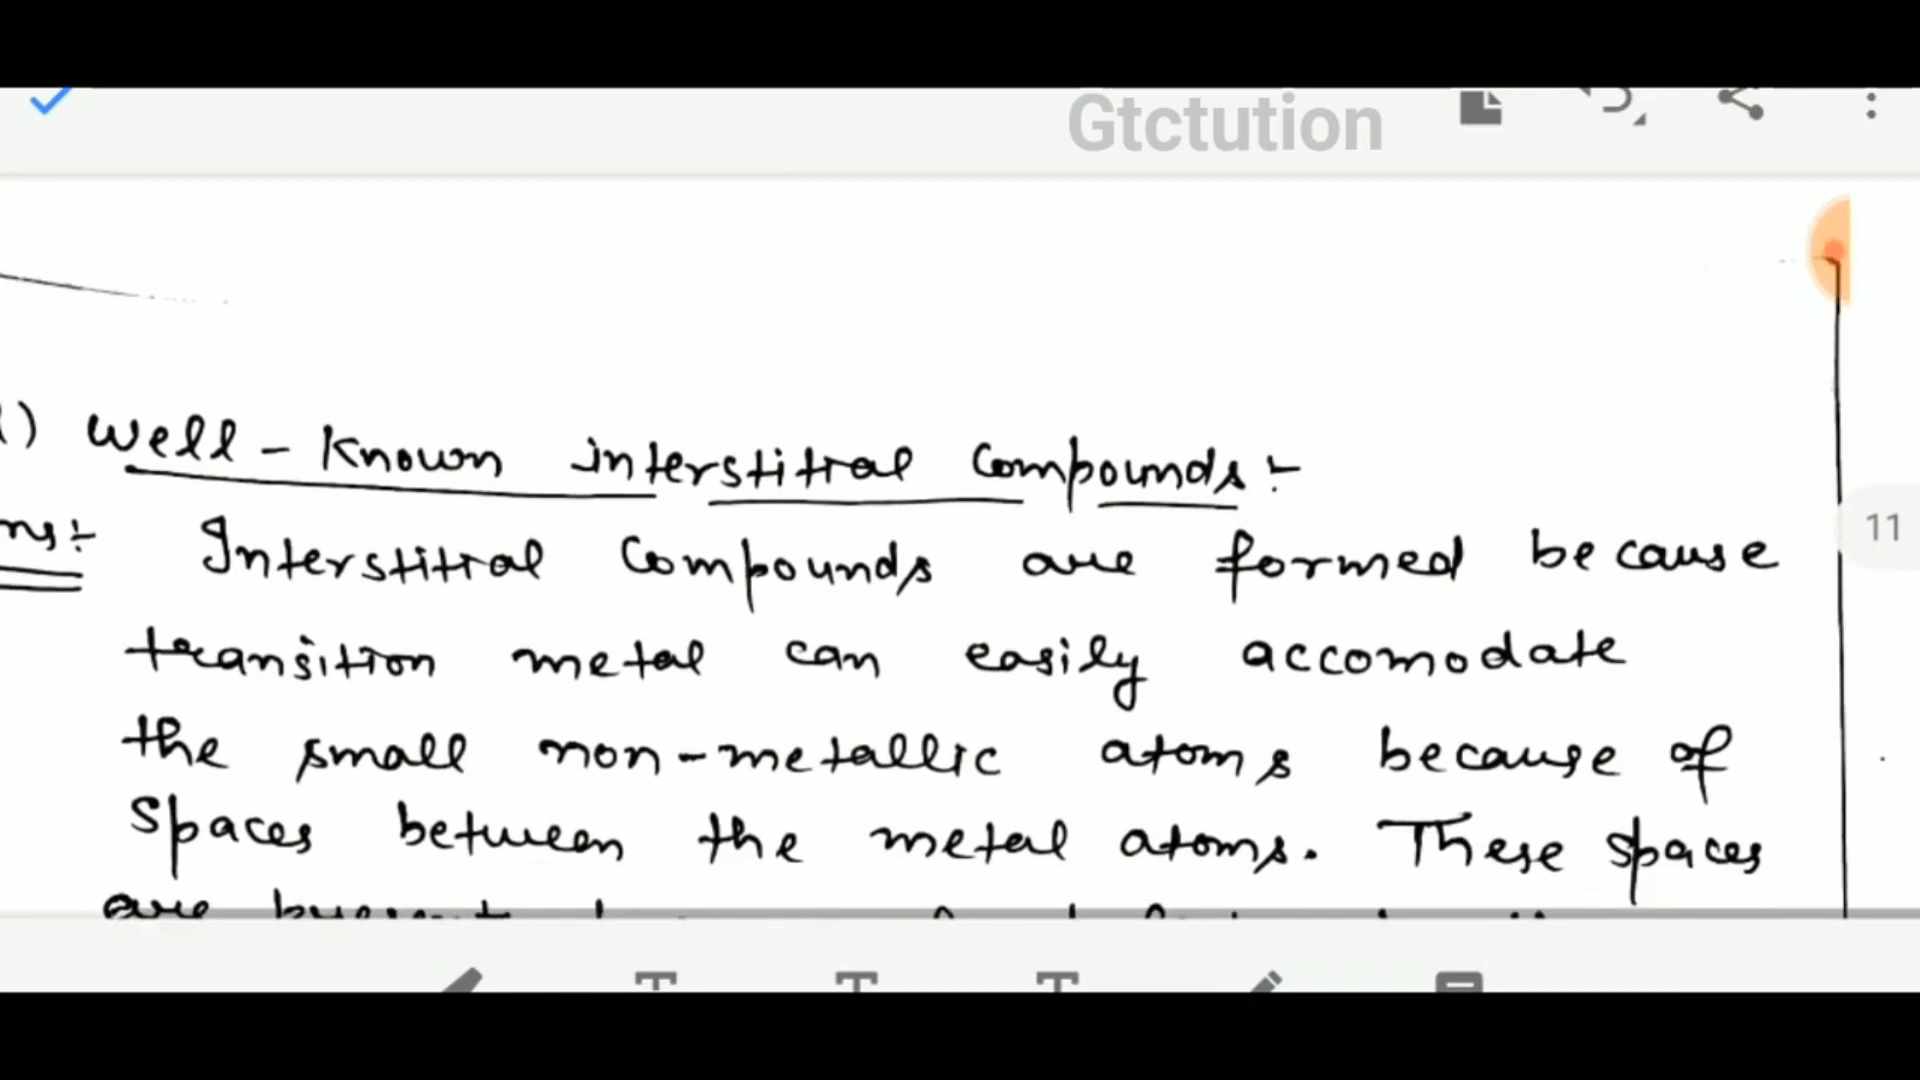 Gtctution
) Well - Known interstitial Compounds :-
ns:- Interstitial Compounds are formed because
11
transition metal can easily accomodate
the small non-metallic atoms because of
spaces between the metal atoms. These spaces
are